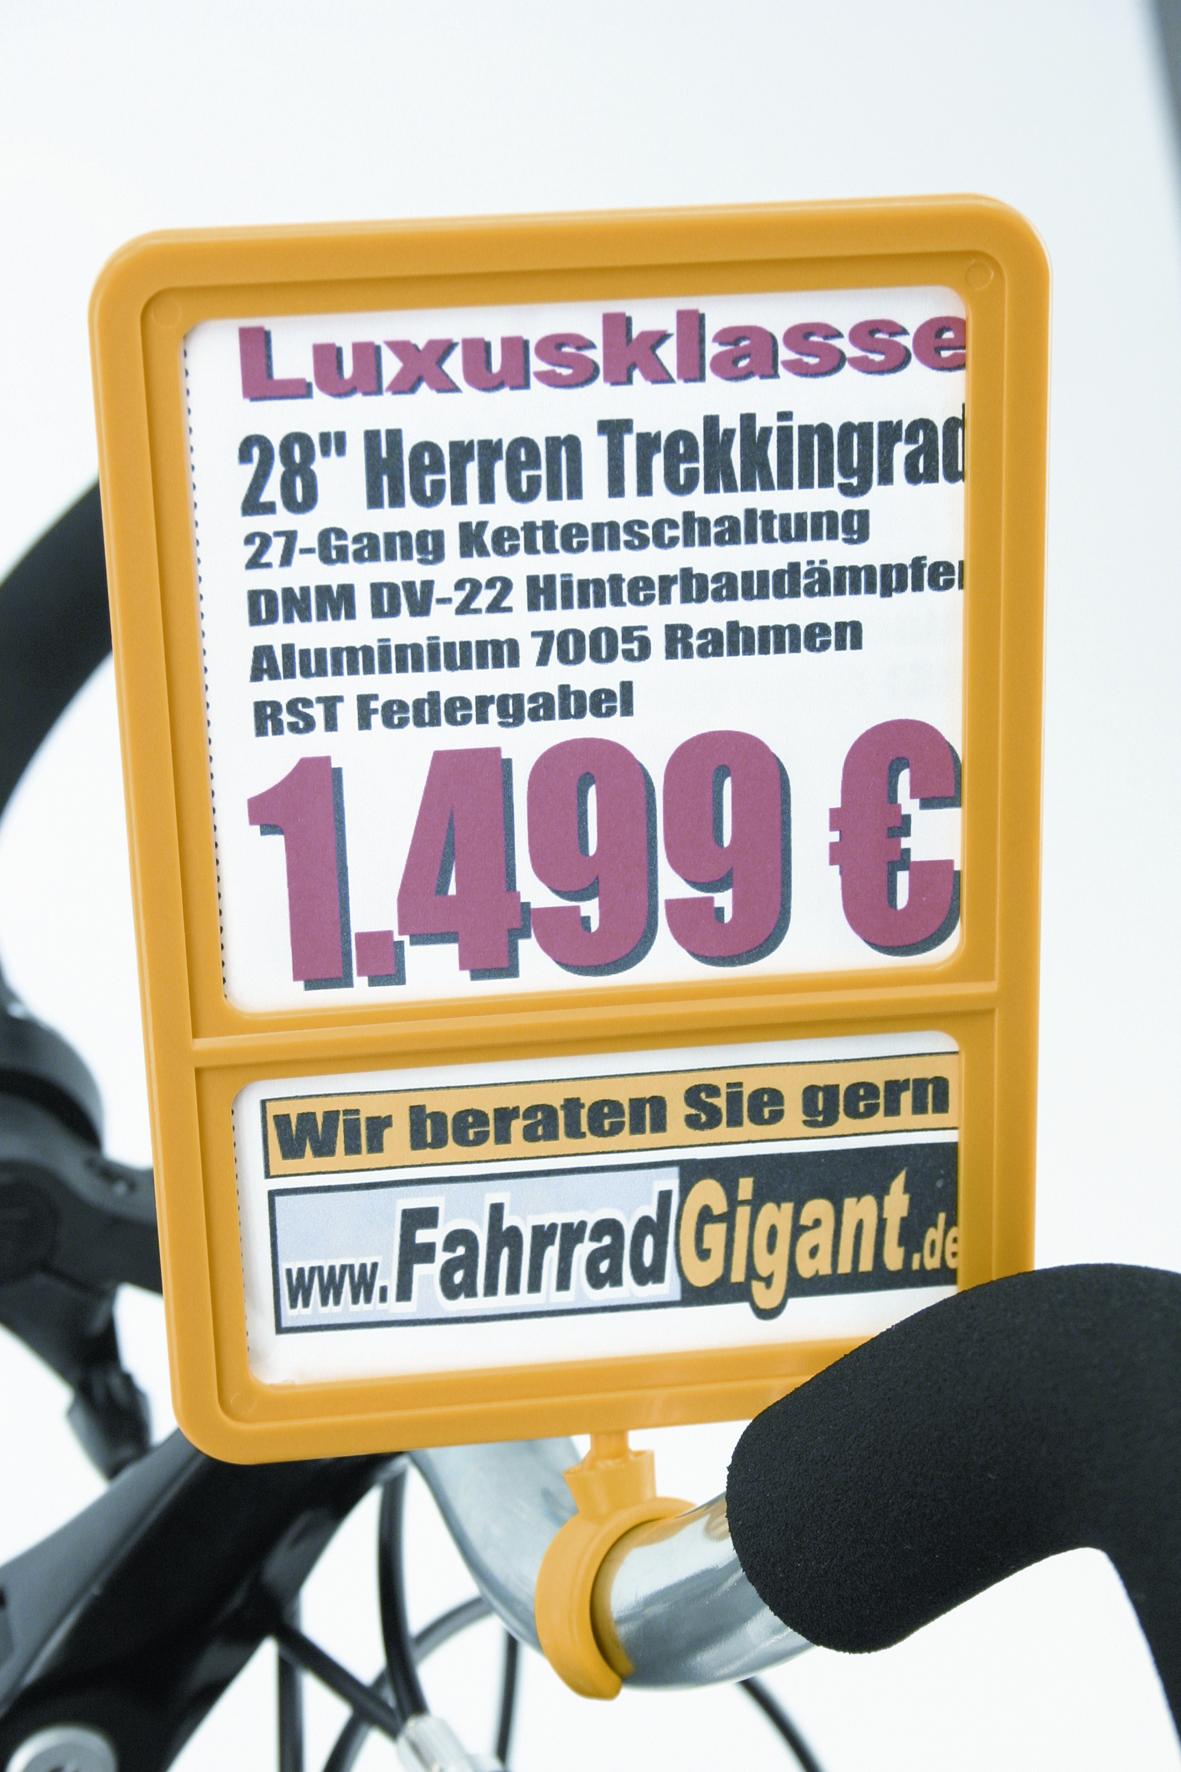 Luxusklasse
28" Herren Trekkingrad
27-Gang Kettenschaltung
DNM DV-22 Hinterbaudämpfer
Aluminium 7005 Rahmen
RST Federgabel
1.499 €
Wir beraten Sie gern
www.FahrradGigant.de